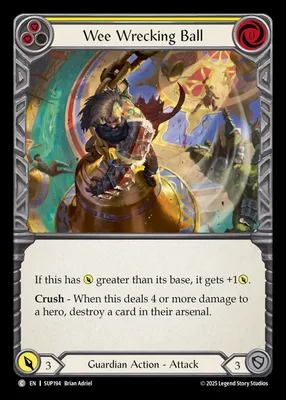 Wee Wrecking Ball
If this has greater than its base, it gets +1.
Crush - When this deals 4 or more damage to
a hero, destroy a card in their arsenal.
3 Guardian Action - Attack 3
C EN | SUP194 Brian Adriel © 2025 Legend Story Studios